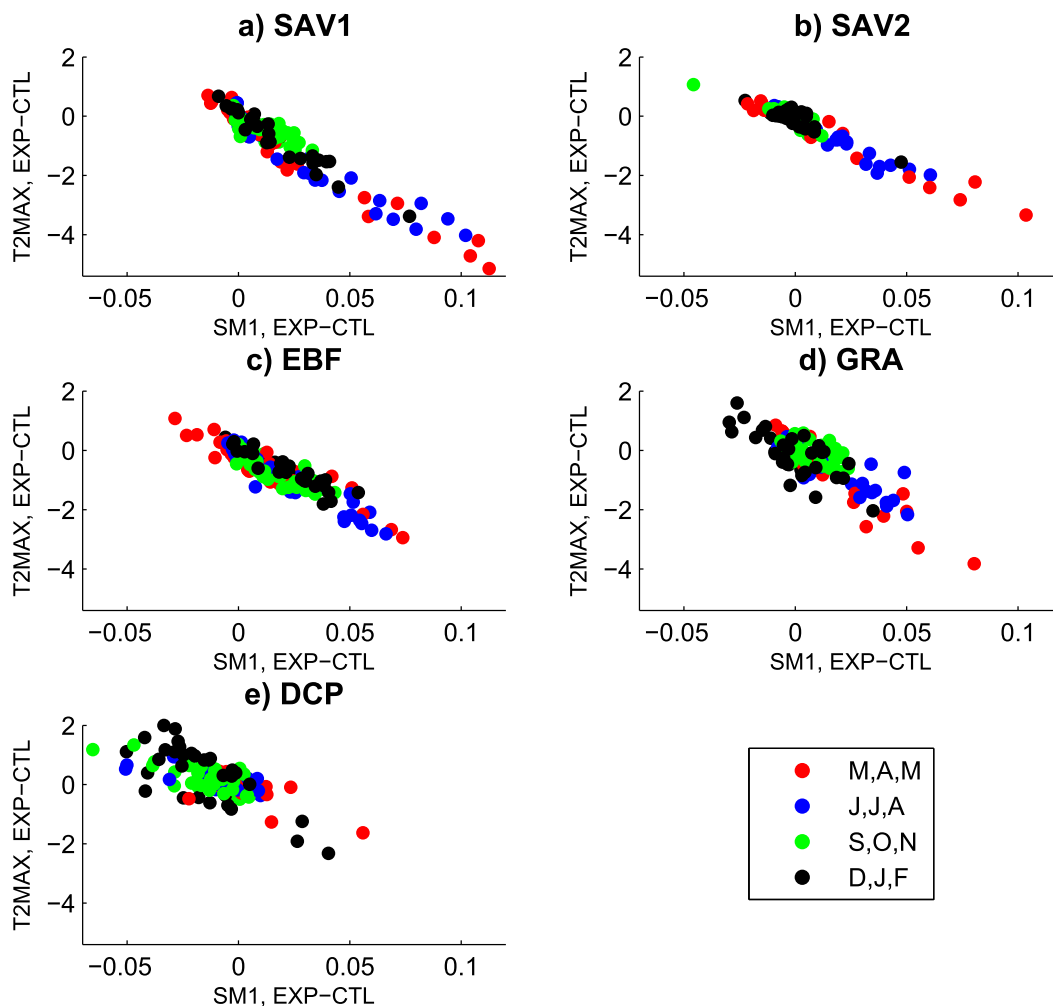 a) SAV1
2
0
−2
−4
T2MAX, EXP−CTL
−0.05 0 0.05 0.1
SM1, EXP−CTL
b) SAV2
2
0
−2
−4
T2MAX, EXP−CTL
−0.05 0 0.05 0.1
SM1, EXP−CTL
c) EBF
2
0
−2
−4
T2MAX, EXP−CTL
−0.05 0 0.05 0.1
SM1, EXP−CTL
d) GRA
2
0
−2
−4
T2MAX, EXP−CTL
−0.05 0 0.05 0.1
SM1, EXP−CTL
e) DCP
2
0
−2
−4
T2MAX, EXP−CTL
−0.05 0 0.05 0.1
SM1, EXP−CTL
M,A,M
J,J,A
S,O,N
D,J,F